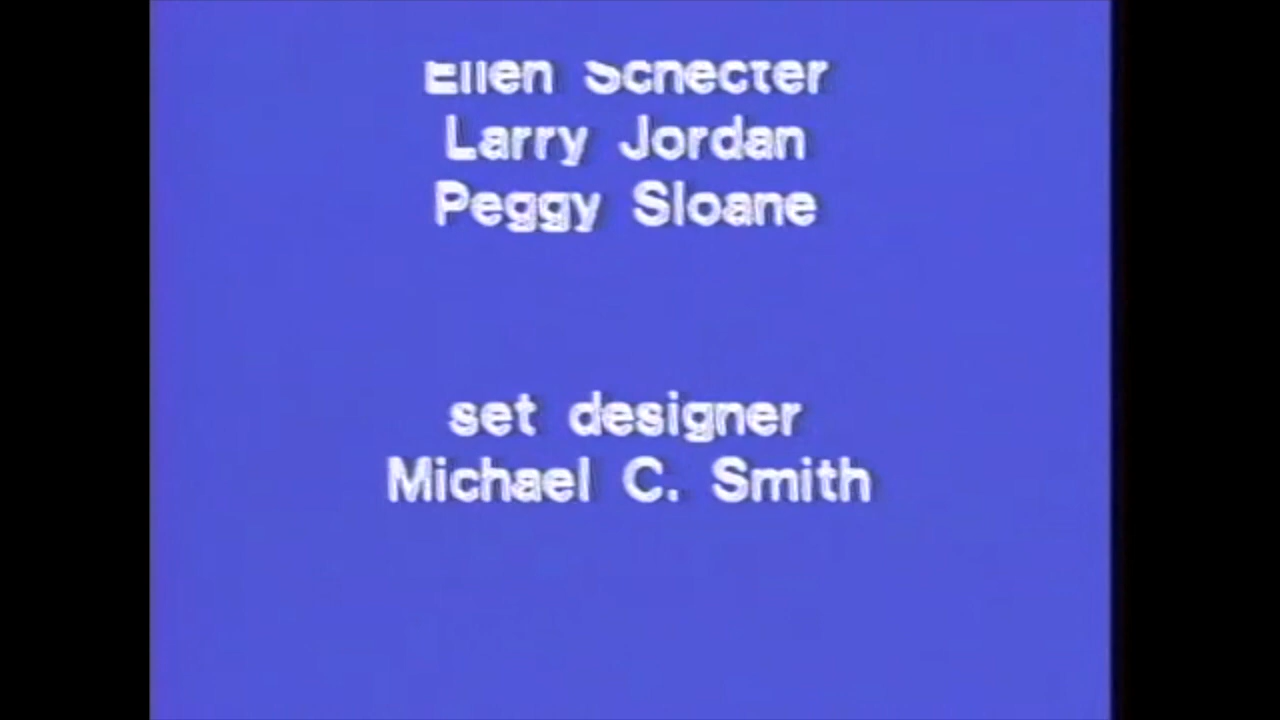 Ellen Schecter
Larry Jordan
Peggy Sloane
set designer
Michael C. Smith